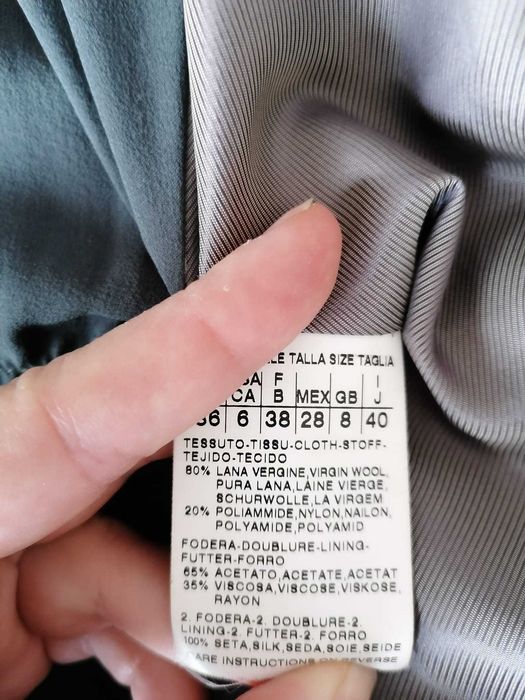 TALLA SIZE TAGLIA
F I
CA B MEX GB J
6 38 28 8 40
TESSUTO-TISSU-CLOTH-STOFF-
TEJIDO-TECIDO
80% LANA VERGINE,VIRGIN WOOL,
PURA LANA,LAINE VIERGE,
SCHURWOLLE,LA VIRGEM
20% POLIAMMIDE,NYLON,NAILON,
POLYAMIDE,POLYAMID
FODERA-DOUBLURE-LINING-
FUTTER-FORRO
65% ACETATO,ACETATE,ACETAT
35% VISCOSA,VISCOSE,VISKOSE,
RAYON
2. FODERA-2. DOUBLURE-2.
LINING-2. FUTTER-2. FORRO
100% SETA,SILK,SEDA,SOIE,SEIDE
CARE INSTRUCTIONS ON REVERSE